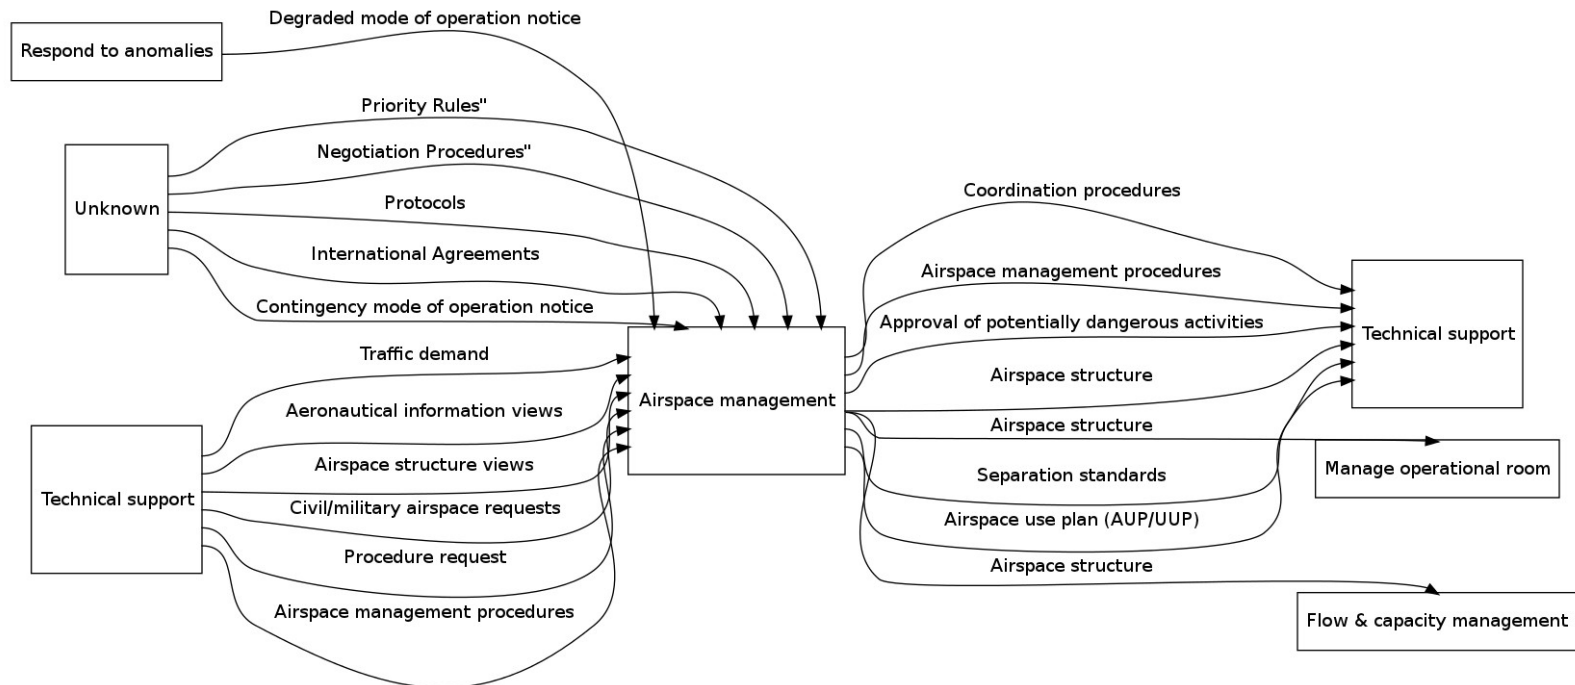 Degraded mode of operation notice
Respond to anomalies
Priority Rules"
Negotiation Procedures"
Unknown
Protocols
International Agreements
Contingency mode of operation notice
Traffic demand
Aeronautical information views
Airspace structure views
Technical support
Civil/military airspace requests
Procedure request
Airspace management procedures
Airspace management
Coordination procedures
Airspace management procedures
Approval of potentially dangerous activities
Technical support
Airspace structure
Airspace structure
Manage operational room
Separation standards
Airspace use plan (AUP/UUP)
Airspace structure
Flow & capacity management